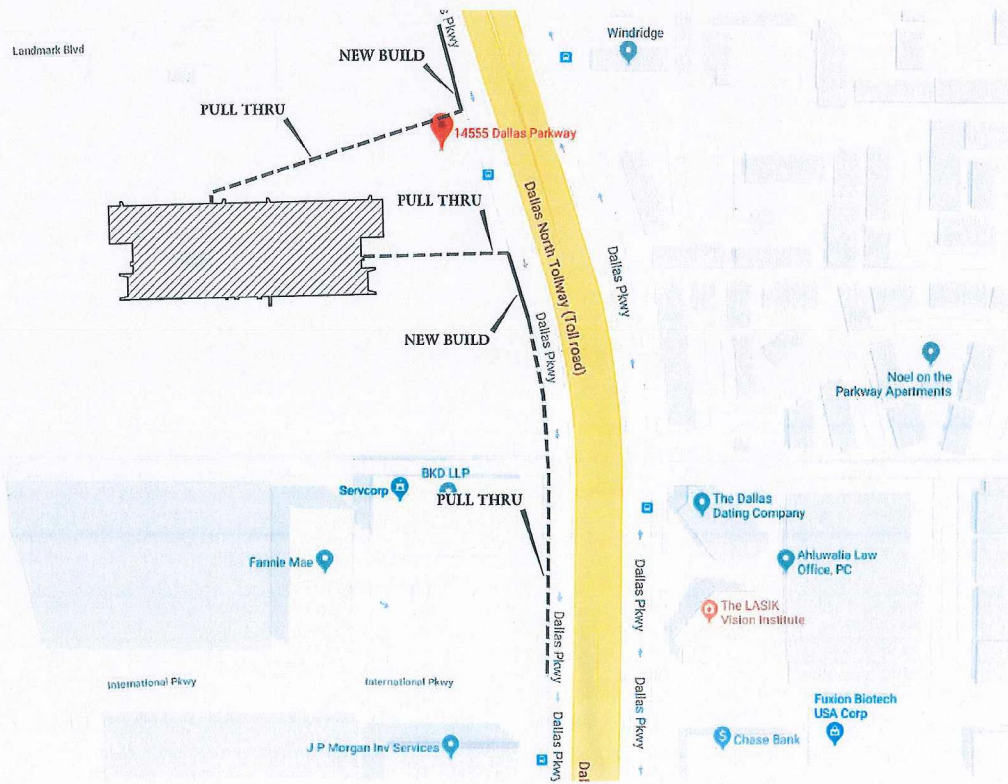 s Pkwy
Landmark Blvd
NEW BUILD
Windridge
PULL THRU
14555 Dallas Parkway
PULL THRU
Dallas North Tollway (Toll road)
Dallas Pkwy
NEW BUILD
Dallas Pkwy
Noel on the
Parkway Apartments
BKD LLP
Servcorp
PULL THRU
The Dallas
Dating Company
Fannie Mae
Ahluwalia Law
Office, PC
Dallas Pkwy
The LASIK
Vision Institute
Dallas Pkwy
International Pkwy
International Pkwy
Dallas Pkwy
Fuxion Biotech
USA Corp
Dallas Pkwy
J P Morgan Inv Services
$ Chase Bank
Dal